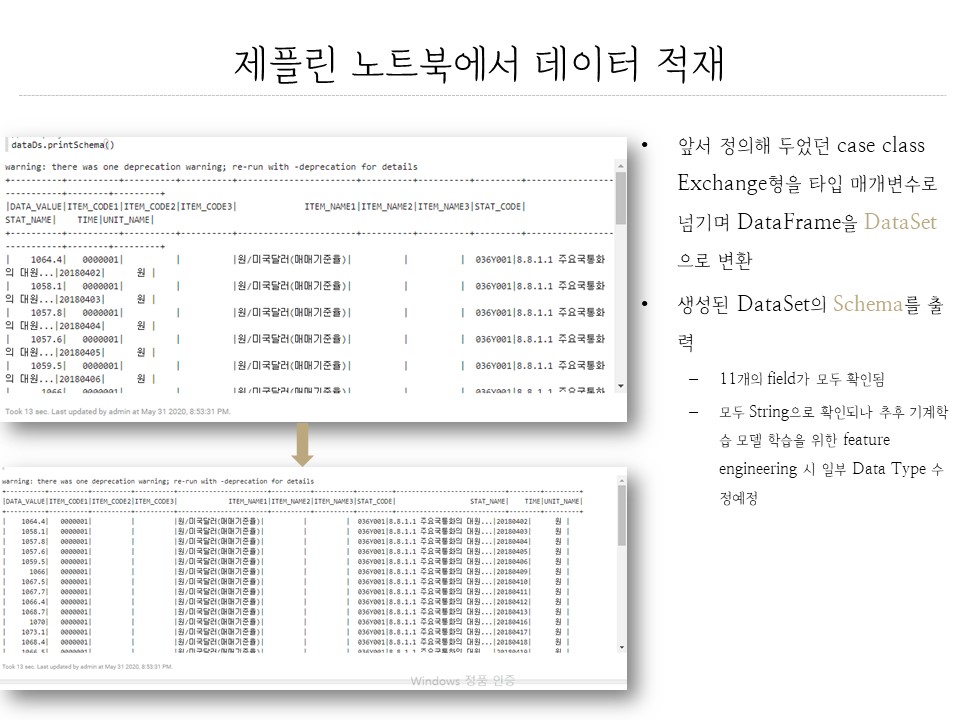 제플린 노트북에서 데이터 적재
dataDs.printSchema()
warning: there was one deprecation warning; re-run with -deprecation for details
+----------+----------+----------+----------+--------------------+----------+----------+---------+--------
-----------+--------+---------+
|DATA_VALUE|ITEM_CODE1|ITEM_CODE2|ITEM_CODE3| ITEM_NAME1|ITEM_NAME2|ITEM_NAME3|STAT_CODE|
STAT_NAME| TIME|UNIT_NAME|
+----------+----------+----------+----------+--------------------+----------+----------+---------+--------
-----------+--------+---------+
| 1064.4| 0000001| | |원/미국달러(매매기준율)| | | 036Y001|8.8.1.1 주요국통화
의 대원...|20180402| 원 |
| 1058.1| 0000001| | |원/미국달러(매매기준율)| | | 036Y001|8.8.1.1 주요국통화
의 대원...|20180403| 원 |
| 1057.8| 0000001| | |원/미국달러(매매기준율)| | | 036Y001|8.8.1.1 주요국통화
의 대원...|20180404| 원 |
| 1057.6| 0000001| | |원/미국달러(매매기준율)| | | 036Y001|8.8.1.1 주요국통화
의 대원...|20180405| 원 |
| 1059.5| 0000001| | |원/미국달러(매매기준율)| | | 036Y001|8.8.1.1 주요국통화
의 대원...|20180406| 원 |
| 1066| 0000001| | |원/미국달러(매매기준율)| | | 036Y001|8.8.1.1 주요국통화
Took 13 sec. Last updated by admin at May 31 2020, 8:53:31 PM.
warning: there was one deprecation warning; re-run with -deprecation for details
+----------+----------+----------+----------+--------------------+----------+----------+---------+--------------------+--------+---------+
|DATA_VALUE|ITEM_CODE1|ITEM_CODE2|ITEM_CODE3| ITEM_NAME1|ITEM_NAME2|ITEM_NAME3|STAT_CODE| STAT_NAME| TIME|UNIT_NAME|
+----------+----------+----------+----------+--------------------+----------+----------+---------+--------------------+--------+---------+
| 1064.4| 0000001| | |원/미국달러(매매기준율)| | | 036Y001|8.8.1.1 주요국통화의 대원...|20180402| 원 |
| 1058.1| 0000001| | |원/미국달러(매매기준율)| | | 036Y001|8.8.1.1 주요국통화의 대원...|20180403| 원 |
| 1057.8| 0000001| | |원/미국달러(매매기준율)| | | 036Y001|8.8.1.1 주요국통화의 대원...|20180404| 원 |
| 1057.6| 0000001| | |원/미국달러(매매기준율)| | | 036Y001|8.8.1.1 주요국통화의 대원...|20180405| 원 |
| 1059.5| 0000001| | |원/미국달러(매매기준율)| | | 036Y001|8.8.1.1 주요국통화의 대원...|20180406| 원 |
| 1066| 0000001| | |원/미국달러(매매기준율)| | | 036Y001|8.8.1.1 주요국통화의 대원...|20180409| 원 |
| 1067.5| 0000001| | |원/미국달러(매매기준율)| | | 036Y001|8.8.1.1 주요국통화의 대원...|20180410| 원 |
| 1067.7| 0000001| | |원/미국달러(매매기준율)| | | 036Y001|8.8.1.1 주요국통화의 대원...|20180411| 원 |
| 1066.4| 0000001| | |원/미국달러(매매기준율)| | | 036Y001|8.8.1.1 주요국통화의 대원...|20180412| 원 |
| 1068.7| 0000001| | |원/미국달러(매매기준율)| | | 036Y001|8.8.1.1 주요국통화의 대원...|20180413| 원 |
| 1070| 0000001| | |원/미국달러(매매기준율)| | | 036Y001|8.8.1.1 주요국통화의 대원...|20180416| 원 |
| 1073.1| 0000001| | |원/미국달러(매매기준율)| | | 036Y001|8.8.1.1 주요국통화의 대원...|20180417| 원 |
| 1068.4| 0000001| | |원/미국달러(매매기준율)| | | 036Y001|8.8.1.1 주요국통화의 대원...|20180418| 원 |
Took 13 sec. Last updated by admin at May 31 2020, 8:53:31 PM.
Windows 정품 인증
• 앞서 정의해 두었던 case class
Exchange형을 타입 매개변수로
넘기며 DataFrame을 DataSet
으로 변환
• 생성된 DataSet의 Schema를 출
력
– 11개의 field가 모두 확인됨
– 모두 String으로 확인되나 추후 기계학
습 모델 학습을 위한 feature
engineering 시 일부 Data Type 수
정예정